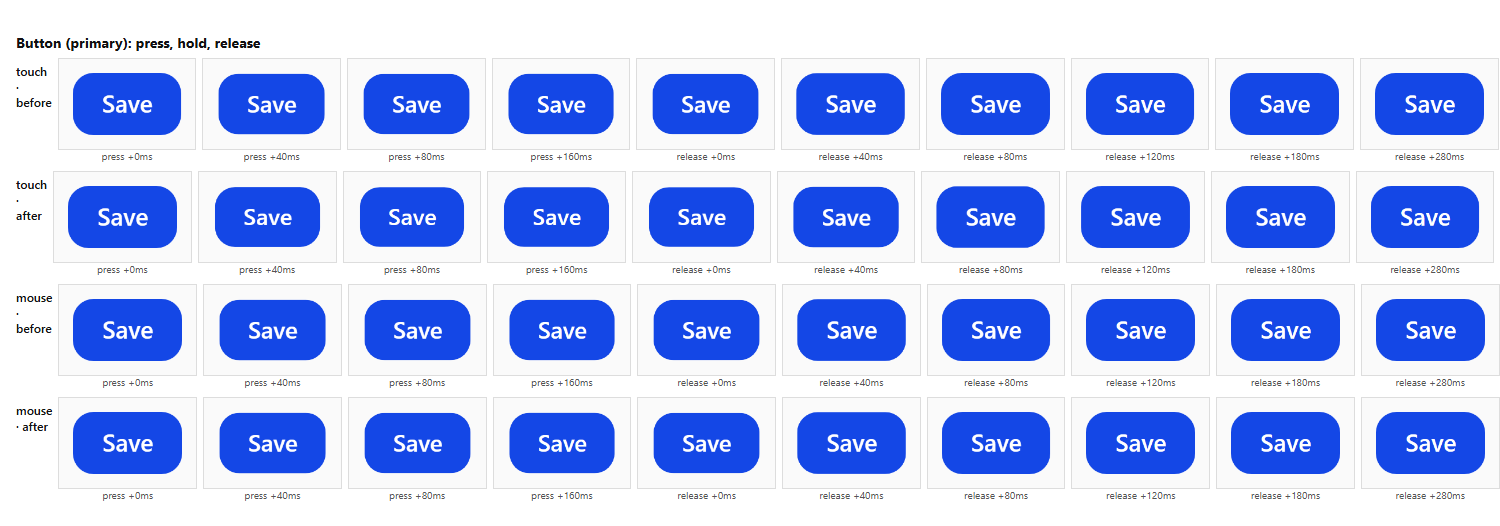 Button (primary): press, hold, release
touch
·
before
Save Save Save Save Save Save Save Save Save Save
press +0ms press +40ms press +80ms press +160ms release +0ms release +40ms release +80ms release +120ms release +180ms release +280ms
touch
·
after
Save Save Save Save Save Save Save Save Save Save
press +0ms press +40ms press +80ms press +160ms release +0ms release +40ms release +80ms release +120ms release +180ms release +280ms
mouse
·
before
Save Save Save Save Save Save Save Save Save Save
press +0ms press +40ms press +80ms press +160ms release +0ms release +40ms release +80ms release +120ms release +180ms release +280ms
mouse
· after
Save Save Save Save Save Save Save Save Save Save
press +0ms press +40ms press +80ms press +160ms release +0ms release +40ms release +80ms release +120ms release +180ms release +280ms